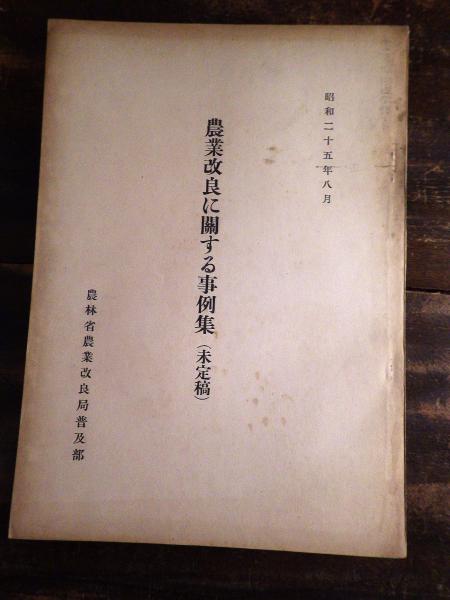 昭和二十五年八月
農業改良に關する事例集（未定稿）
農林省農業改良局普及部